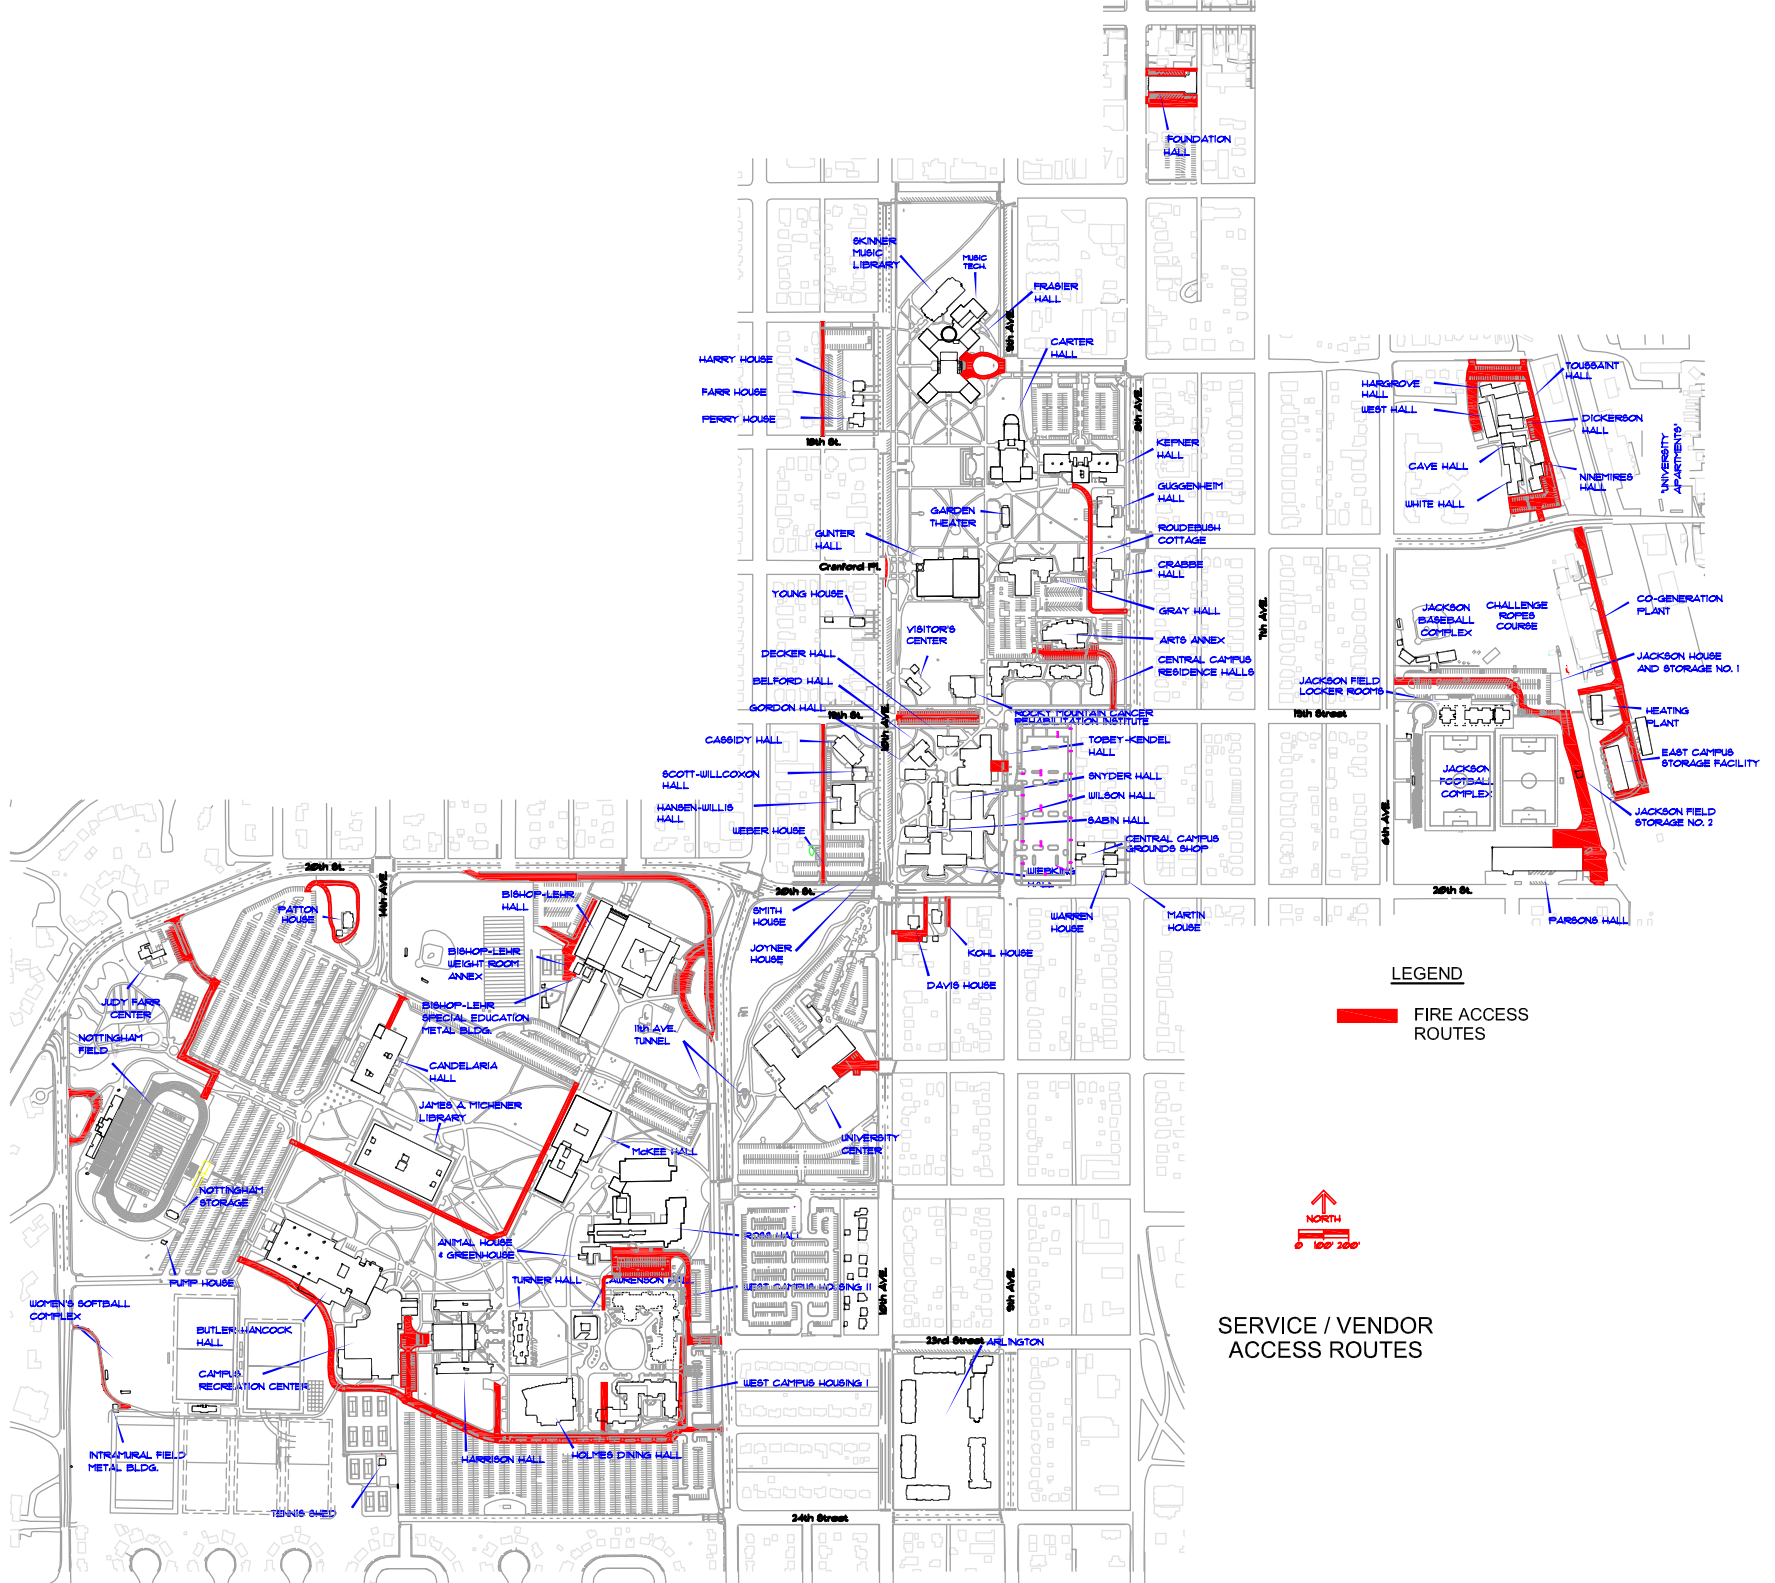 FOUNDATION
HALL
SKINNER
MUSIC
LIBRARY
MUSIC
TECH.
FRASIER
HALL
9th AVE.
CARTER
HALL
HARRY HOUSE
FARR HOUSE
PERRY HOUSE
8th AVE.
KEPNER
HALL
GUGGENHEIM
HALL
GARDEN
THEATER
ROUDEBUSH
COTTAGE
GUNTER
HALL
Cranford Pl.
CRABBE
HALL
YOUNG HOUSE
GRAY HALL
VISITOR'S
CENTER
ARTS ANNEX
DECKER HALL
CENTRAL CAMPUS
RESIDENCE HALLS
BELFORD HALL
GORDON HALL
ROCKY MOUNTAIN CANCER
REHABILITATION INSTITUTE
10th AVE.
CASSIDY HALL
TOBEY-KENDEL
HALL
SCOTT-WILLCOXON
HALL
SNYDER HALL
HANSEN-WILLIS
HALL
WILSON HALL
WEBER HOUSE
SABIN HALL
CENTRAL CAMPUS
GROUNDS SHOP
WIEBKING
HALL
20th St.
SMITH
HOUSE
WARREN
HOUSE
MARTIN
HOUSE
JOYNER
HOUSE
KOHL HOUSE
DAVIS HOUSE
7th AVE.
15th Street
HARGROVE
HALL
WEST HALL
TOUSSAINT
HALL
DICKERSON
HALL
CAVE HALL
WHITE HALL
NINEMIRES
HALL
"UNIVERSITY
APARTMENTS"
JACKSON
BASEBALL
COMPLEX
CHALLENGE
ROPES
COURSE
CO-GENERATION
PLANT
JACKSON HOUSE
AND STORAGE NO. 1
JACKSON FIELD
LOCKER ROOMS
HEATING
PLANT
EAST CAMPUS
STORAGE FACILITY
JACKSON
FOOTBALL
COMPLEX
JACKSON FIELD
STORAGE NO. 2
6th AVE.
20th St.
PARSONS HALL
20th St.
14th AVE.
PATTON
HOUSE
BISHOP-LEHR
HALL
BISHOP-LEHR
WEIGHT ROOM
ANNEX
JUDY FARR
CENTER
BISHOP-LEHR
SPECIAL EDUCATION
METAL BLDG.
11th AVE.
TUNNEL
NOTTINGHAM
FIELD
CANDELARIA
HALL
JAMES A. MICHENER
LIBRARY
UNIVERSITY
CENTER
McKEE HALL
NOTTINGHAM
STORAGE
ROSS HALL
ANIMAL HOUSE
& GREENHOUSE
PUMP HOUSE
TURNER HALL
LAWRENSON HALL
WEST CAMPUS HOUSING II
10th AVE.
9th AVE.
WOMEN'S SOFTBALL
COMPLEX
BUTLER-HANCOCK
HALL
23rd Street
ARLINGTON
CAMPUS
RECREATION CENTER
WEST CAMPUS HOUSING I
INTRAMURAL FIELD
METAL BLDG.
HARRISON HALL
HOLMES DINING HALL
TENNIS SHED
24th Street
LEGEND
FIRE ACCESS
ROUTES
NORTH
0 100' 200'
SERVICE / VENDOR
ACCESS ROUTES